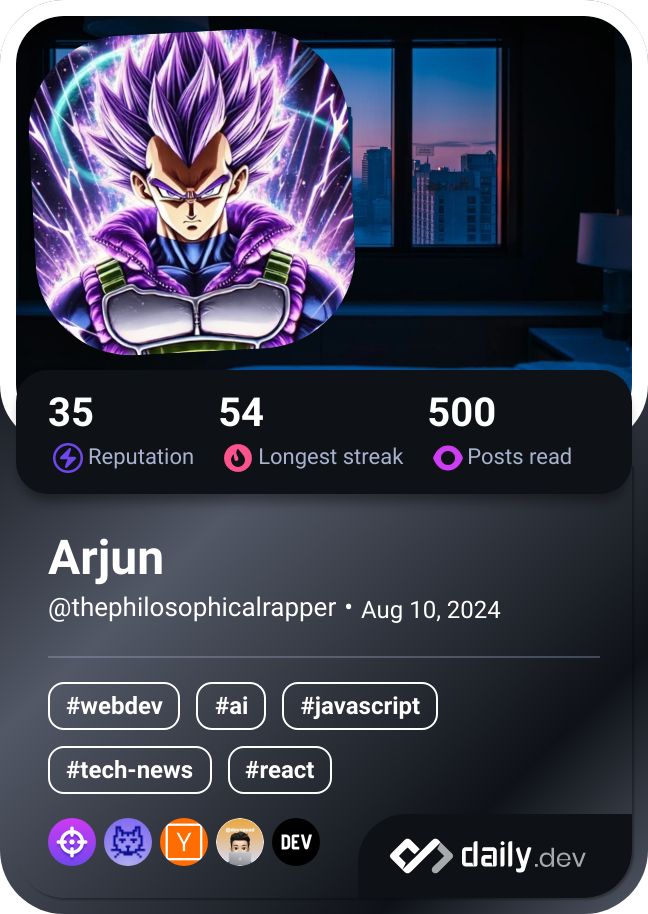 35 54 500
Reputation Longest streak Posts read
Arjun
@thephilosophicalrapper • Aug 10, 2024
#webdev #ai #javascript
#tech-news #react
Y DEV
daily.dev